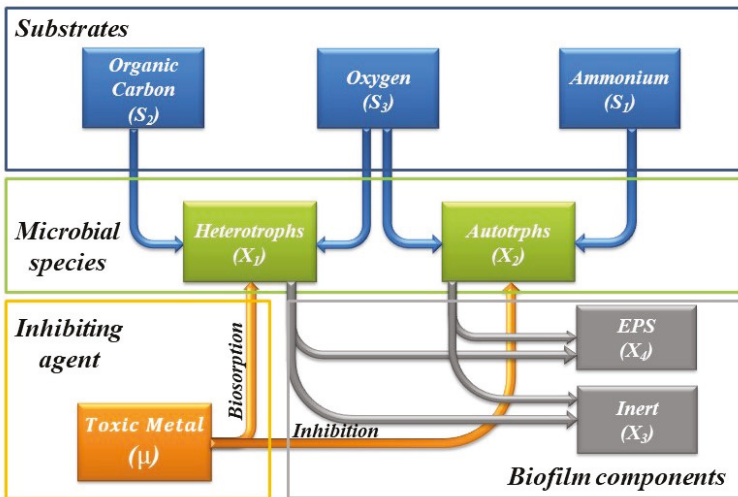 Substrates
Organic
Carbon
(S2)
Oxygen
(S3)
Ammonium
(S1)
Microbial
species
Heterotrophs
(X1)
Autotrphs
(X2)
Inhibiting
agent
Biosorption
Toxic Metal
(μ)
Inhibition
EPS
(X4)
Inert
(X3)
Biofilm components